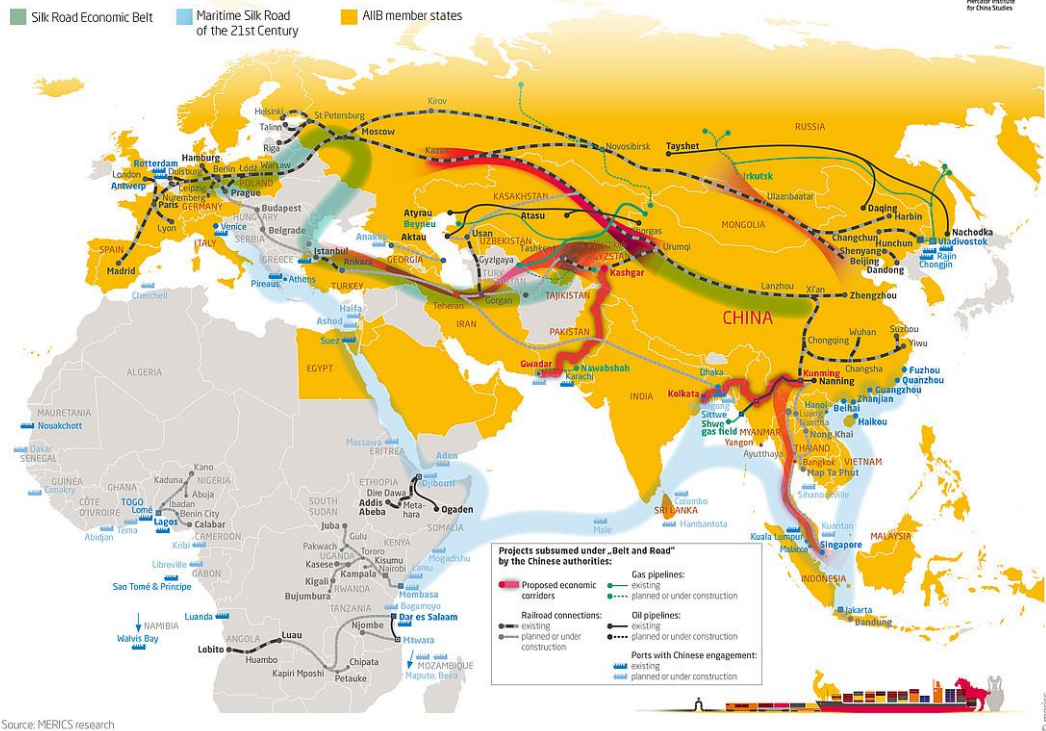 Silk Road Economic Belt
Maritime Silk Road
of the 21st Century
AIIB member states
Mercator Institute
for China Studies
Helsinki
St Petersburg
Kirov
Talinn
Moscow
Riga
Kazan
Novosibirsk
RUSSIA
Tayshet
Irkutsk
Hamburg
Rotterdam
Duisburg
Berlin
Łódź
Warsaw
London
Antwerp
Leipzig
POLAND
Nuremberg
Prague
Paris
GERMANY
Lyon
Budapest
HUNGARY
Belgrade
SERBIA
Venice
ITALY
SPAIN
Madrid
GREECE
Istanbul
Ankara
TURKEY
Pireaus
Athens
Cherchell
Anaklia
GEORGIA
Aktau
Atyrau
Beyneu
KASAKHSTAN
Atasu
Usan
UZBEKISTAN
Gyzlgaya
Tashkent
Urumqi
MONGOLIA
Ulaanbaatar
Daqing
Harbin
Changchun
Hunchun
Shenyang
Beijing
Dandong
Nachodka
Vladivostok
Rajin
Chongjin
Kashgar
TAJIKISTAN
Gorgan
Teheran
IRAN
PAKISTAN
Gwadar
Nawabshah
Karachi
Lanzhou
Xi'an
Zhengzhou
CHINA
Chongqing
Wuhan
Suzhou
Yiwu
Changsha
Fuzhou
Quanzhou
Guangzhou
Zhanjian
Beihai
Haikou
Kunming
Nanning
Haifa
Ashod
Suez
EGYPT
ALGERIA
INDIA
Dhaka
Kolkata
Sittwe
Shwe
gas field
MYANMAR
Yangon
Hanoi
Luang
Namtha
Nong Khai
THAILAND
Ayutthaya
Bangkok
Map Ta Phut
VIETNAM
Sihanoukville
MAURETANIA
Nouakchott
Dakar
SENEGAL
GUINEA
Conakry
CÔTE
D'IVOIRE
Abidjan
GHANA
Tema
TOGO
Lomé
Lagos
Kano
Kaduna
NIGERIA
Abuja
Ibadan
Benin City
Calabar
CAMEROON
Kribi
Libreville
GABON
Sao Tomé & Principe
Massawa
ERITREA
Aden
Djibouti
ETHIOPIA
Dire Dawa
Addis
Abeba
Meta-
hara
Ogaden
SOUTH
SUDAN
SOMALIA
Juba
Gulu
Pakwach
Tororo
KENYA
UGANDA
Kisumu
Kasese
Kampala
Nairobi
Kigali
RWANDA
Bujumbura
Mogadishu
Lamu
Mombasa
Bagamoyo
TANZANIA
Dar es Salaam
Njombe
Mtwara
Luanda
NAMIBIA
Walvis Bay
ANGOLA
Luau
Lobito
Huambo
Kapiri Mposhi
Chipata
Petauke
MOZAMBIQUE
Maputo, Beira
Male
Colombo
SRI LANKA
Hambantota
Kuala Lumpur
Malacca
Kuantan
Singapore
MALAYSIA
INDONESIA
Jakarta
Bandung
Projects subsumed under „Belt and Road"
by the Chinese authorities:
Proposed economic
corridors
Railroad connections:
existing
planned or under
construction
Gas pipelines:
existing
planned or under construction
Oil pipelines:
existing
planned or under construction
Ports with Chinese engagement:
existing
planned or under construction
Source: MERICS research